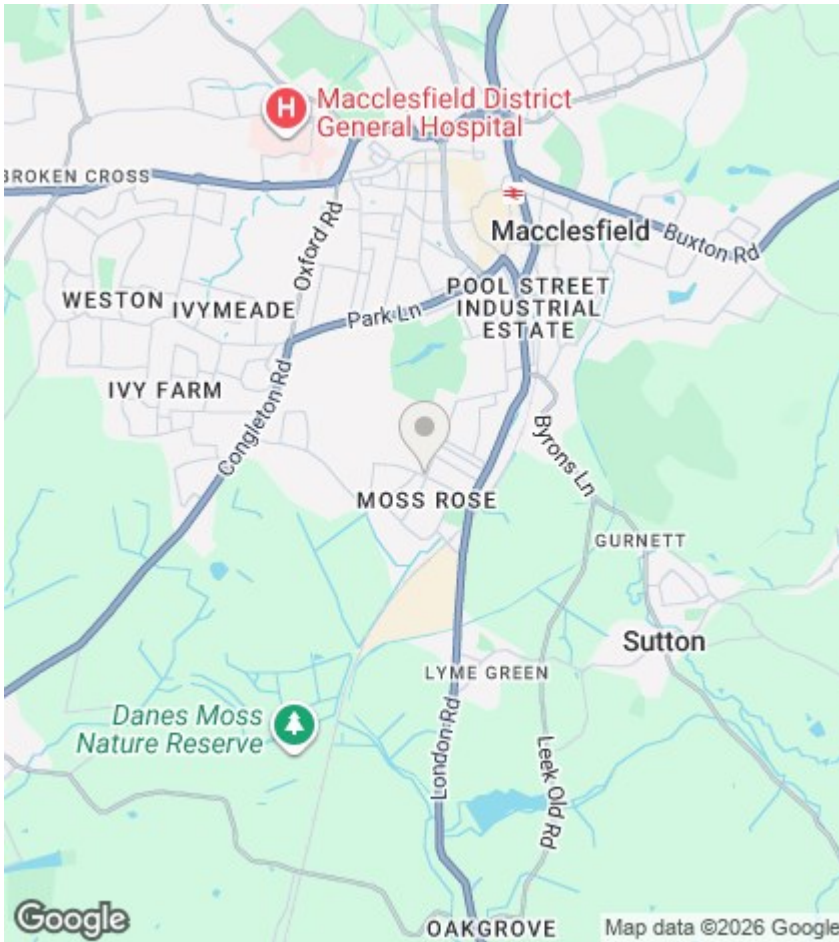 H
Macclesfield District
General Hospital
BROKEN CROSS
Oxford Rd
Macclesfield
Buxton Rd
WESTON
IVYMEADE
POOL STREET
INDUSTRIAL
ESTATE
Park Ln
IVY FARM
Congleton Rd
Byrons Ln
MOSS ROSE
GURNETT
Sutton
LYME GREEN
Danes Moss
Nature Reserve
London Rd
Leek Old Rd
Google
OAKGROVE
Map data ©2026 Google